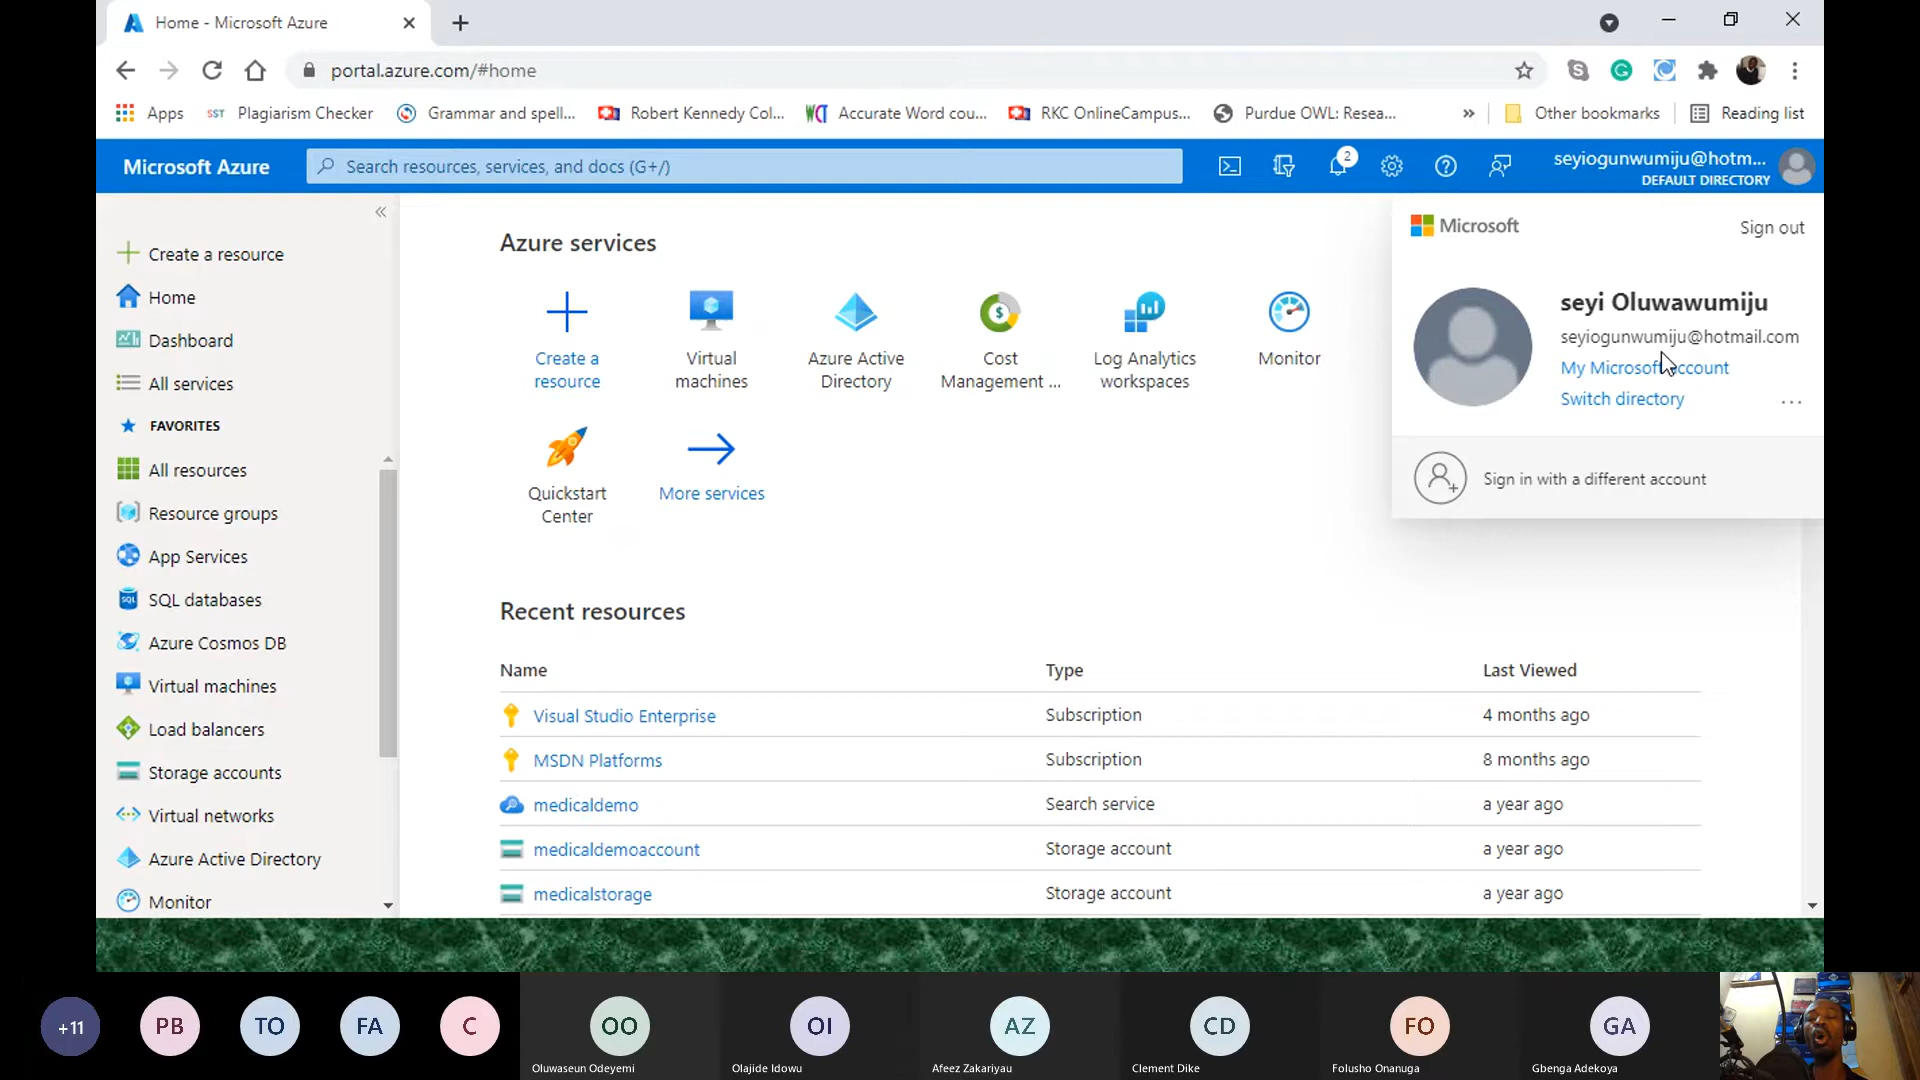 Home - Microsoft Azure
portal.azure.com/#home
Apps
SST Plagiarism Checker
Grammar and spell...
Robert Kennedy Col...
WCT Accurate Word cou...
RKC OnlineCampus...
Purdue OWL: Resea...
»
Other bookmarks
Reading list
Microsoft Azure
Search resources, services, and docs (G+/)
2
seyiogunwumiju@hotm...
DEFAULT DIRECTORY
Microsoft
Sign out
seyi Oluwawumiju
seyiogunwumiju@hotmail.com
My Microsoft account
Switch directory
...
Sign in with a different account
«
Create a resource
Home
Dashboard
All services
FAVORITES
All resources
Resource groups
App Services
SQL databases
Azure Cosmos DB
Virtual machines
Load balancers
Storage accounts
Virtual networks
Azure Active Directory
Monitor
Azure services
Create a
resource
Virtual
machines
Azure Active
Directory
Cost
Management ...
Log Analytics
workspaces
Monitor
Quickstart
Center
More services
Recent resources
Name Type Last Viewed
Visual Studio Enterprise Subscription 4 months ago
MSDN Platforms Subscription 8 months ago
medicaldemo Search service a year ago
medicaldemoaccount Storage account a year ago
medicalstorage Storage account a year ago
+11
PB
TO
FA
C
OO
Oluwaseun Odeyemi
OI
Olajide Idowu
AZ
Afeez Zakariyau
CD
Clement Dike
FO
Folusho Onanuga
GA
Gbenga Adekoya